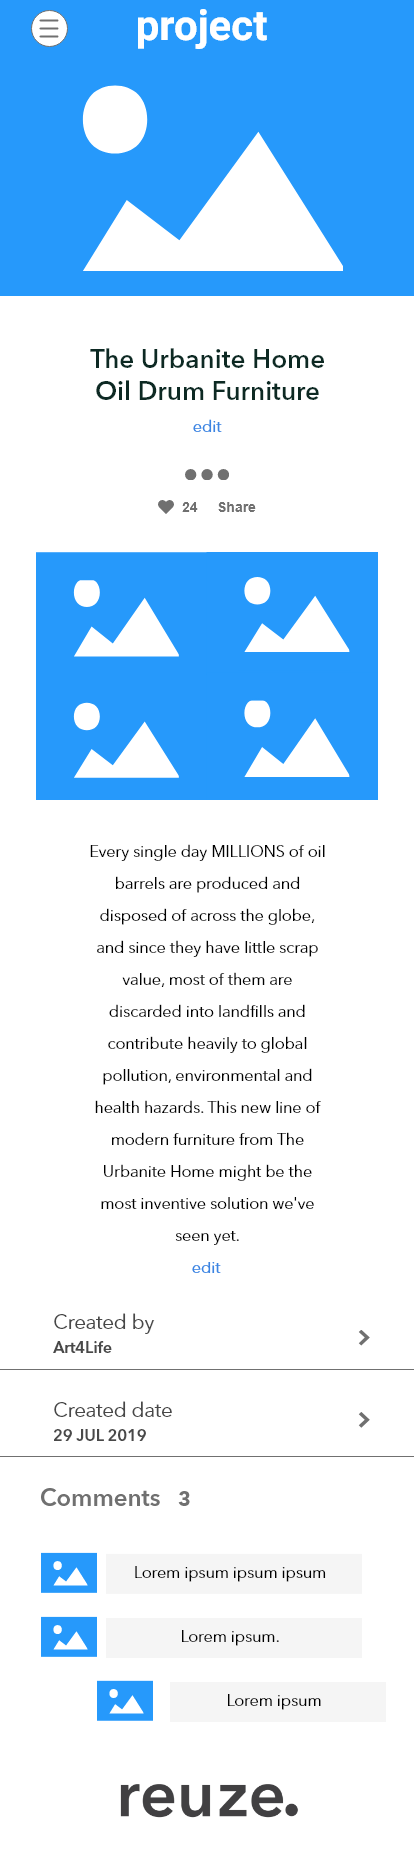 project
The Urbanite Home
Oil Drum Furniture
edit
24 Share
Every single day MILLIONS of oil
barrels are produced and
disposed of across the globe,
and since they have little scrap
value, most of them are
discarded into landfills and
contribute heavily to global
pollution, environmental and
health hazards. This new line of
modern furniture from The
Urbanite Home might be the
most inventive solution we've
seen yet.
edit
Created by
Art4Life
Created date
29 JUL 2019
Comments 3
Lorem ipsum ipsum ipsum
Lorem ipsum.
Lorem ipsum
reuze.